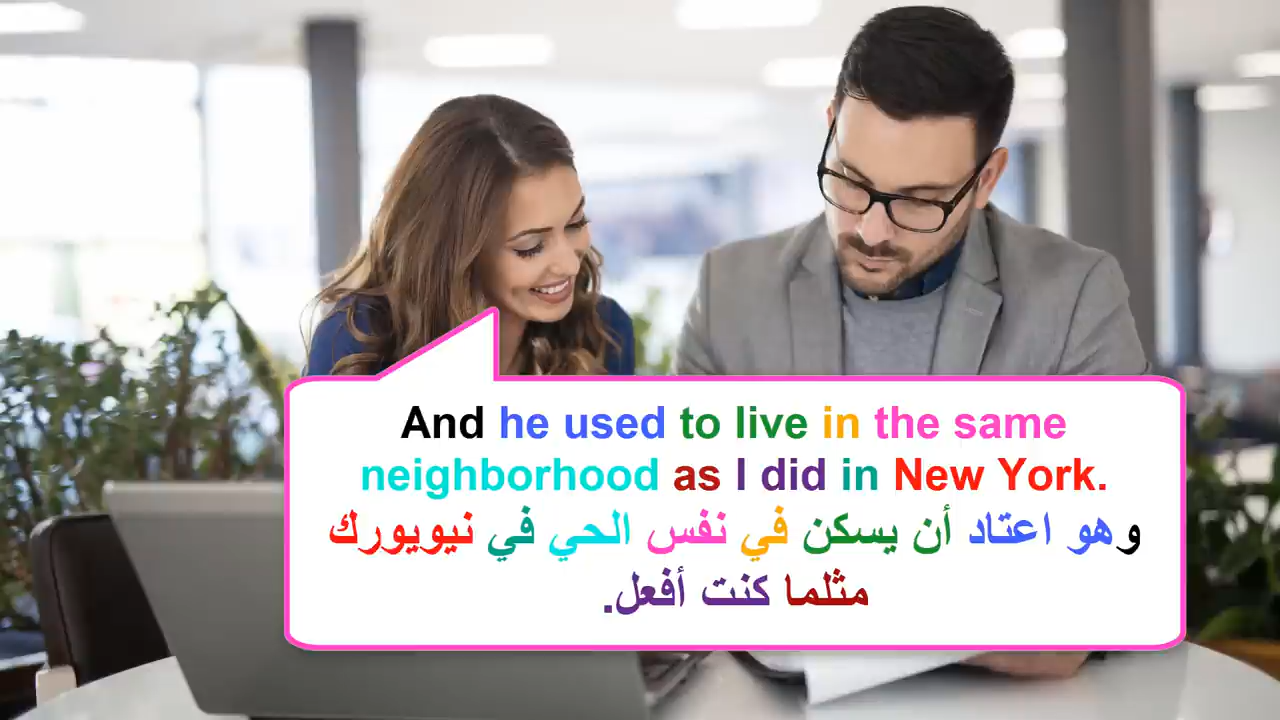 And he used to live in the same
neighborhood as I did in New York.
وهو اعتاد أن يسكن في نفس الحي في نيويورك
مثلما كنت أفعل.